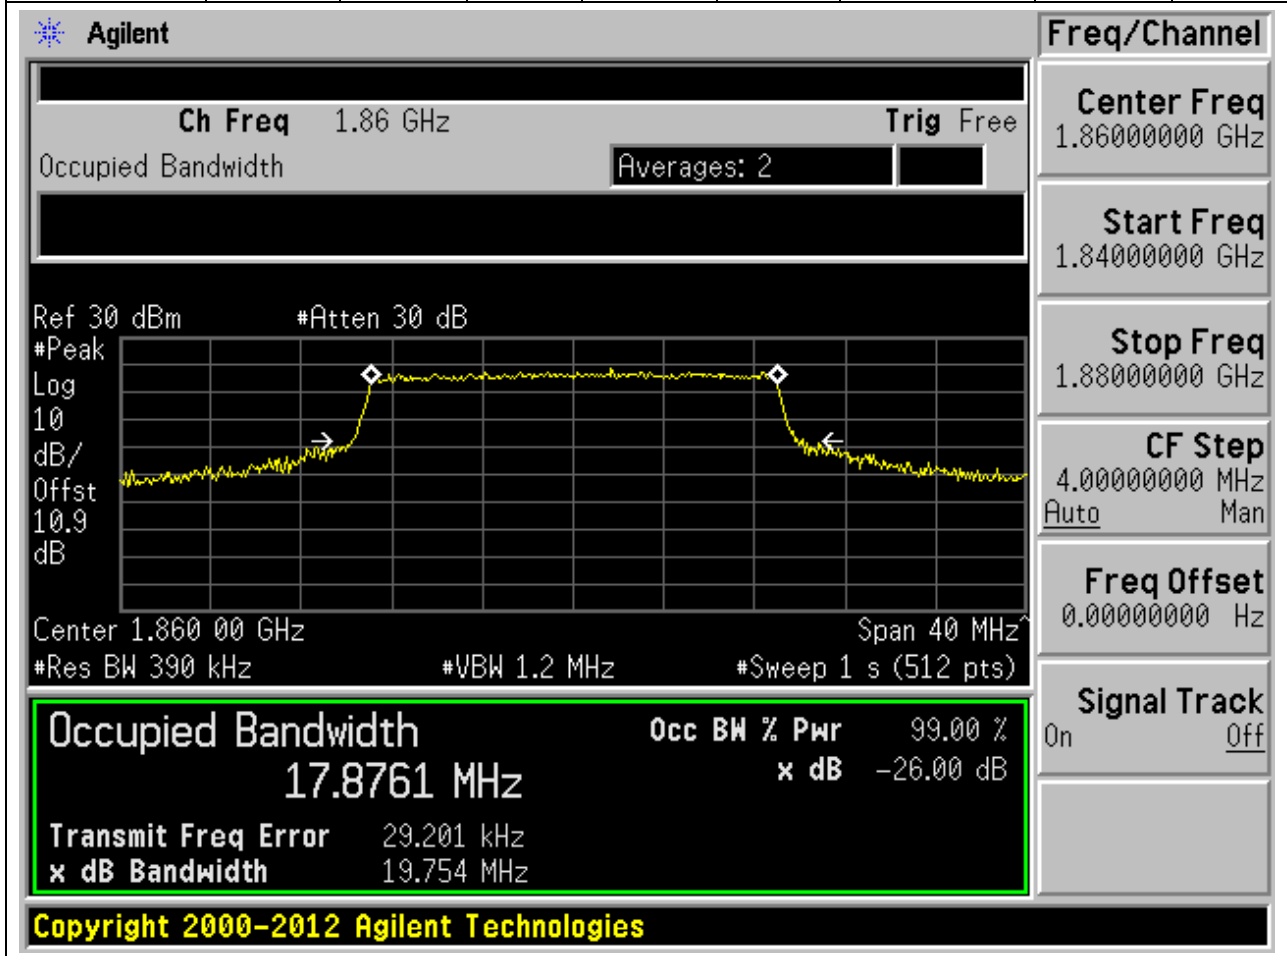 Agilent
Ch Freq 1.86 GHz Trig Free
Occupied Bandwidth Averages: 2
Ref 30 dBm #Atten 30 dB
#Peak
Log
10
dB/
Offst
10.9
dB
Center 1.860 00 GHz Span 40 MHz^
#Res BW 390 kHz #VBW 1.2 MHz #Sweep 1 s (512 pts)
Occupied Bandwidth Occ BW % Pwr 99.00 %
17.8761 MHz x dB -26.00 dB
Transmit Freq Error 29.201 kHz
x dB Bandwidth 19.754 MHz
Copyright 2000-2012 Agilent Technologies
Freq/Channel
Center Freq
1.86000000 GHz
Start Freq
1.84000000 GHz
Stop Freq
1.88000000 GHz
CF Step
4.00000000 MHz
Auto Man
Freq Offset
0.00000000 Hz
Signal Track
On Off